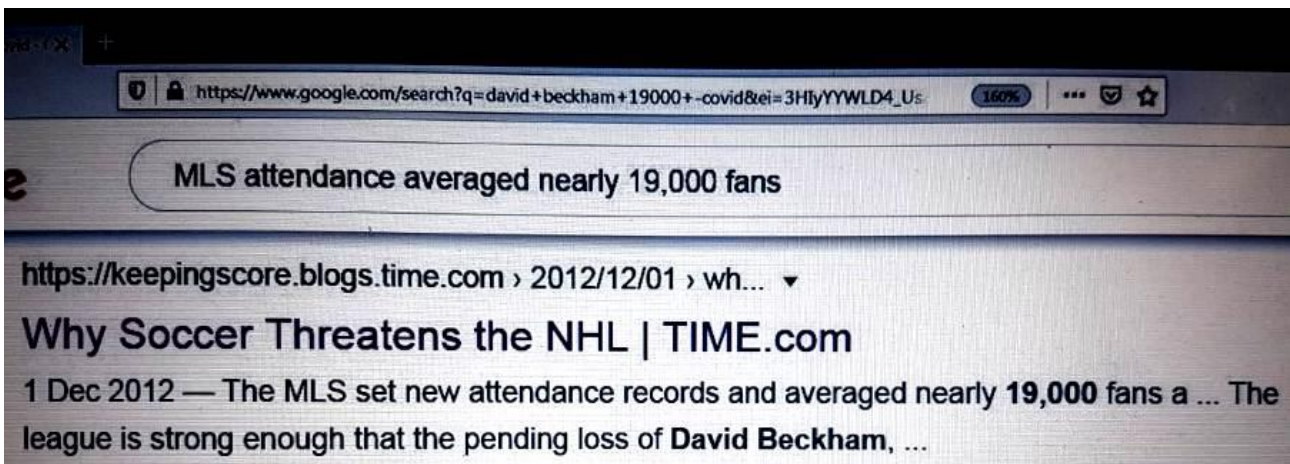 https://www.google.com/search?q=david+beckham+19000+-covid&ei=3HIyYYWLD4_Us 160%
e MLS attendance averaged nearly 19,000 fans
https://keepingscore.blogs.time.com › 2012/12/01 › wh...
Why Soccer Threatens the NHL | TIME.com
1 Dec 2012 — The MLS set new attendance records and averaged nearly 19,000 fans a ... The
league is strong enough that the pending loss of David Beckham, ...